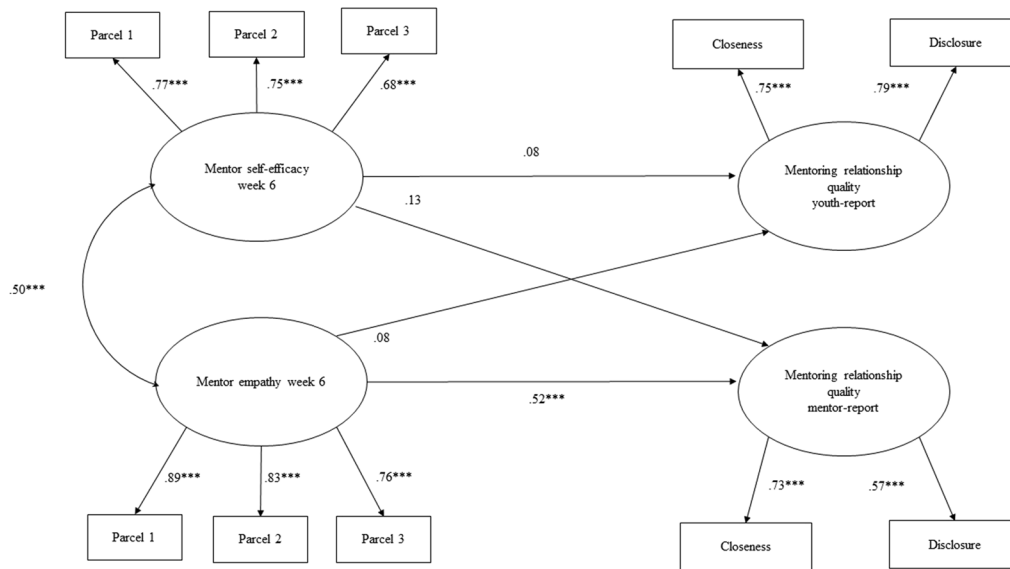 Parcel 1
Parcel 2
Parcel 3
Closeness
Disclosure
.77***
.75***
.68***
.75***
.79***
Mentor self-efficacy
week 6
.08
.13
Mentoring relationship
quality
youth-report
.50***
.08
Mentor empathy week 6
.52***
Mentoring relationship
quality
mentor-report
.89***
.83***
.76***
.73***
.57***
Parcel 1
Parcel 2
Parcel 3
Closeness
Disclosure